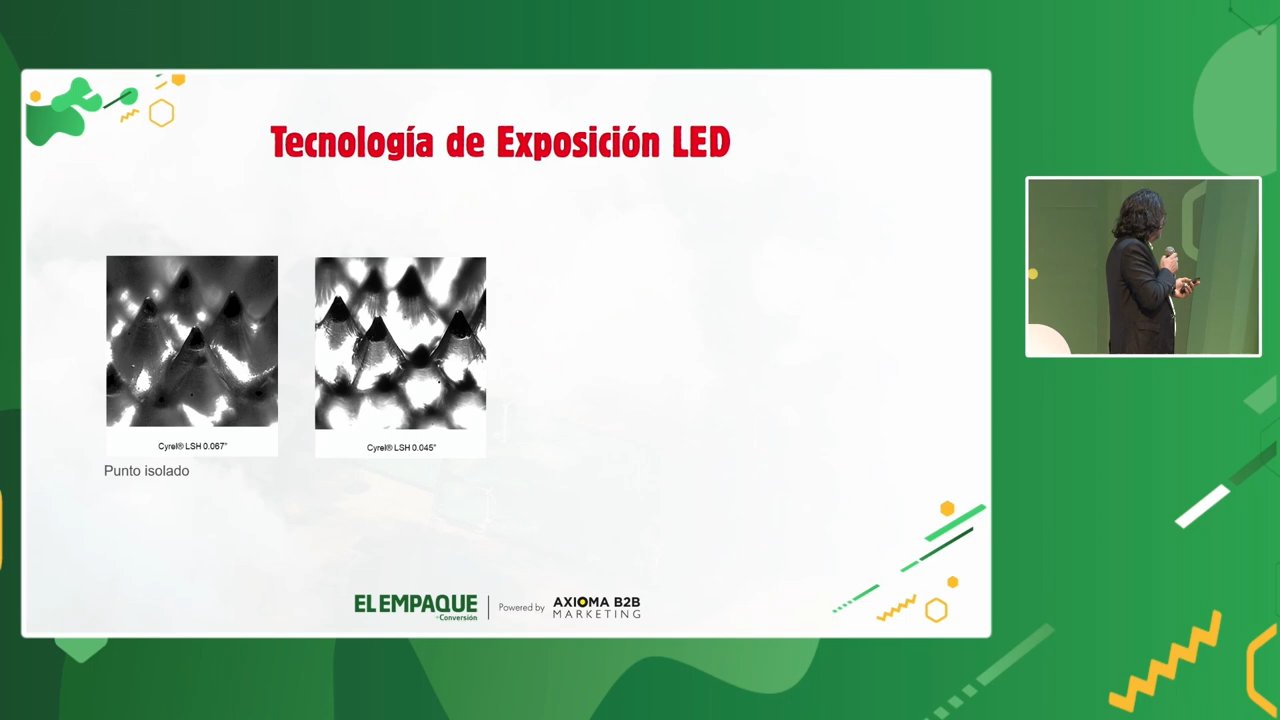 Tecnología de Exposición LED
Cyrel® LSH 0.067"
Cyrel® LSH 0.045"
Punto isolado
EL EMPAQUE
+Conversión
Powered by
AXIOMA B2B
MARKETING